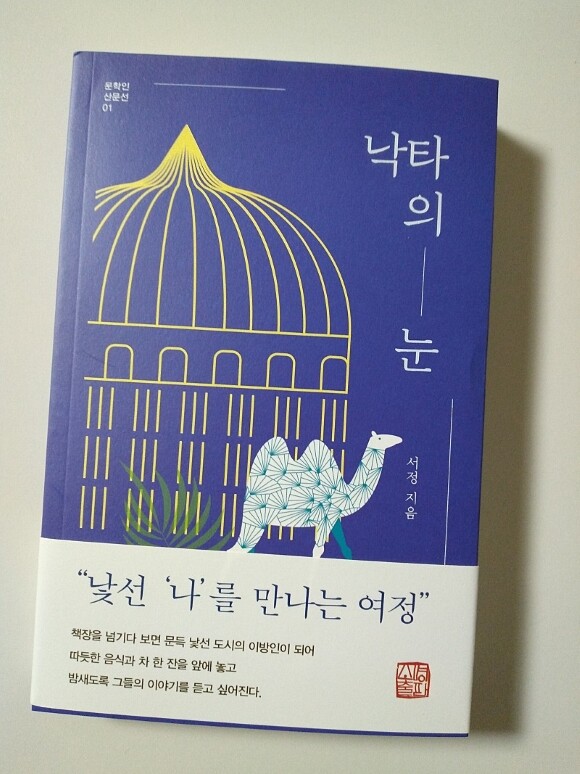 문학인
산문선
01
낙타
의
눈
서정 지음
“낯선 ‘나’를 만나는 여정”
책장을 넘기다 보면 문득 낯선 도시의 이방인이 되어
따듯한 음식과 차 한 잔을 앞에 놓고
밤새도록 그들의 이야기를 듣고 싶어진다.